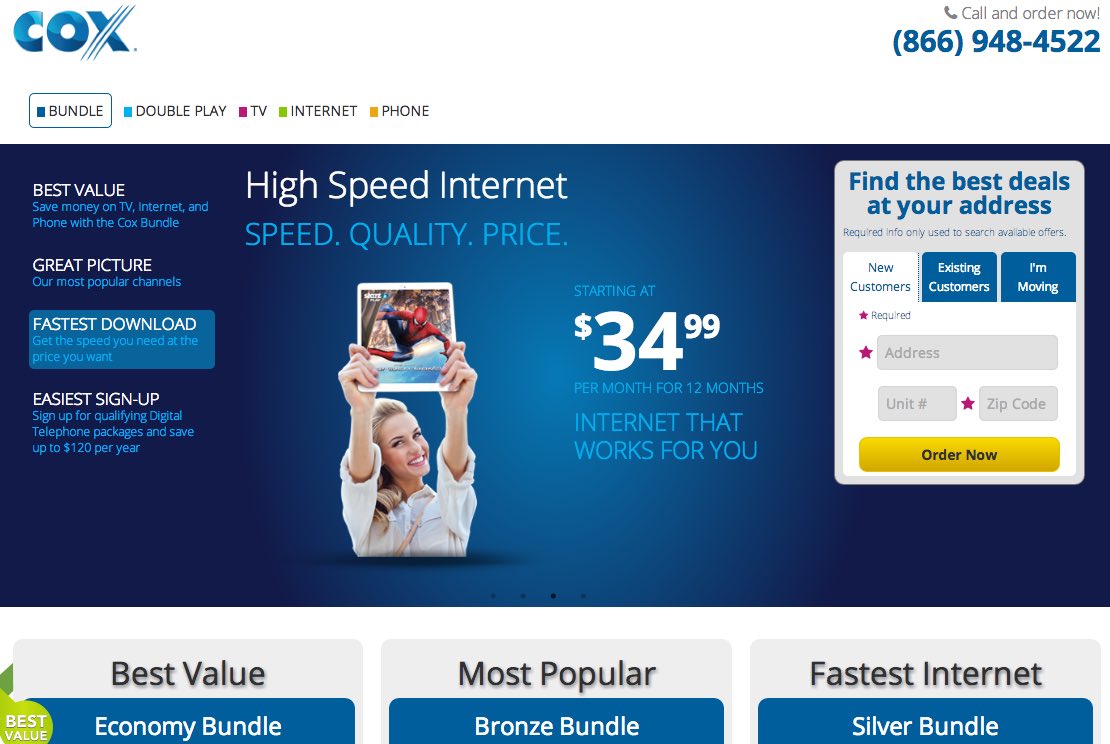 COX
Call and order now!
(866) 948-4522
BUNDLE
DOUBLE PLAY
TV
INTERNET
PHONE
BEST VALUE
Save money on TV, Internet, and
Phone with the Cox Bundle
GREAT PICTURE
Our most popular channels
FASTEST DOWNLOAD
Get the speed you need at the
price you want
EASIEST SIGN-UP
Sign up for qualifying Digital
Telephone packages and save
up to $120 per year
High Speed Internet
SPEED. QUALITY. PRICE.
STARTING AT
$34.99
PER MONTH FOR 12 MONTHS
INTERNET THAT
WORKS FOR YOU
Find the best deals
at your address
Required info only used to search available offers.
New
Customers
Existing
Customers
I'm
Moving
Required
Address
Unit #
Zip Code
Order Now
Best Value
Economy Bundle
BEST
VALUE
Most Popular
Bronze Bundle
Fastest Internet
Silver Bundle